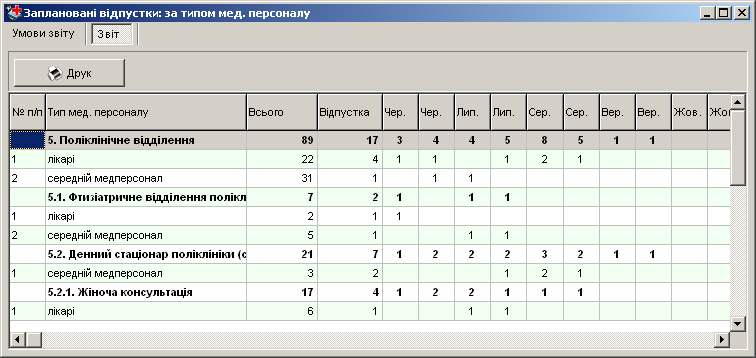 Заплановані відпустки: за типом мед. персоналу
Умови звіту Звіт
Друк
№ п/п Тип мед. персоналу Всього Відпустка Чер. Чер. Лип. Лип. Сер. Сер. Вер. Вер. Жов. Жов
5. Поліклінічне відділення 89 17 3 4 4 5 8 5 1 1
1 лікарі 22 4 1 1 1 2 1
2 середній медперсонал 31 1 1 1
5.1. Фтизіатричне відділення полікл 7 2 1 1 1
1 лікарі 2 1 1
2 середній медперсонал 5 1 1 1
5.2. Денний стаціонар поліклініки (с 21 7 1 2 2 2 3 2 1 1
1 середній медперсонал 3 2 1 2 1
5.2.1. Жіноча консультація 17 4 1 2 2 1 1 1
1 лікарі 6 1 1 1